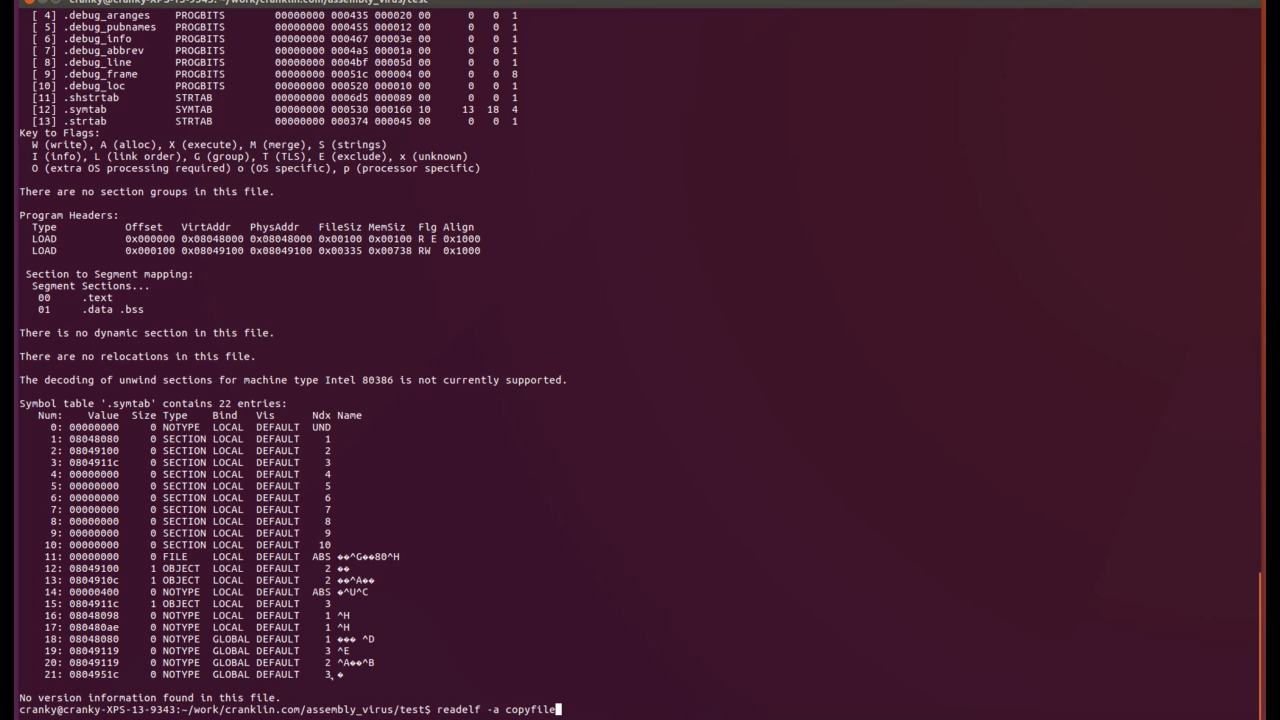 cranky@cranky-XPS-13-9343: ~/work/cranklin.com/assembly_virus/test
[ 4] .debug_aranges PROGBITS 00000000 000435 000020 00 0 0 1
[ 5] .debug_pubnames PROGBITS 00000000 000455 000012 00 0 0 1
[ 6] .debug_info PROGBITS 00000000 000467 00003e 00 0 0 1
[ 7] .debug_abbrev PROGBITS 00000000 0004a5 00001a 00 0 0 1
[ 8] .debug_line PROGBITS 00000000 0004bf 00005d 00 0 0 1
[ 9] .debug_frame PROGBITS 00000000 00051c 000004 00 0 0 8
[10] .debug_loc PROGBITS 00000000 000520 000010 00 0 0 1
[11] .shstrtab STRTAB 00000000 0006d5 000089 00 0 0 1
[12] .symtab SYMTAB 00000000 000530 000160 10 13 18 4
[13] .strtab STRTAB 00000000 000374 000045 00 0 0 1
Key to Flags:
W (write), A (alloc), X (execute), M (merge), S (strings)
I (info), L (link order), G (group), T (TLS), E (exclude), x (unknown)
O (extra OS processing required) o (OS specific), p (processor specific)
There are no section groups in this file.
Program Headers:
Type Offset VirtAddr PhysAddr FileSiz MemSiz Flg Align
LOAD 0x000000 0x08048000 0x08048000 0x00100 0x00100 R E 0x1000
LOAD 0x000100 0x08049100 0x08049100 0x00335 0x00738 RW 0x1000
Section to Segment mapping:
Segment Sections...
00 .text
01 .data .bss
There is no dynamic section in this file.
There are no relocations in this file.
The decoding of unwind sections for machine type Intel 80386 is not currently supported.
Symbol table '.symtab' contains 22 entries:
Num: Value Size Type Bind Vis Ndx Name
0: 00000000 0 NOTYPE LOCAL DEFAULT UND
1: 08048080 0 SECTION LOCAL DEFAULT 1
2: 08049100 0 SECTION LOCAL DEFAULT 2
3: 0804911c 0 SECTION LOCAL DEFAULT 3
4: 00000000 0 SECTION LOCAL DEFAULT 4
5: 00000000 0 SECTION LOCAL DEFAULT 5
6: 00000000 0 SECTION LOCAL DEFAULT 6
7: 00000000 0 SECTION LOCAL DEFAULT 7
8: 00000000 0 SECTION LOCAL DEFAULT 8
9: 00000000 0 SECTION LOCAL DEFAULT 9
10: 00000000 0 SECTION LOCAL DEFAULT 10
11: 00000000 0 FILE LOCAL DEFAULT ABS ��^G��80^H
12: 08049100 1 OBJECT LOCAL DEFAULT 2 ��
13: 0804910c 1 OBJECT LOCAL DEFAULT 2 ��^A��
14: 00000400 0 NOTYPE LOCAL DEFAULT ABS �^U^C
15: 0804911c 1 OBJECT LOCAL DEFAULT 3
16: 08048098 0 NOTYPE LOCAL DEFAULT 1 ^H
17: 080480ae 0 NOTYPE LOCAL DEFAULT 1 ^H
18: 08048080 0 NOTYPE GLOBAL DEFAULT 1 ��� ^D
19: 08049119 0 NOTYPE GLOBAL DEFAULT 3 ^E
20: 08049119 0 NOTYPE GLOBAL DEFAULT 2 ^A��^B
21: 0804951c 0 NOTYPE GLOBAL DEFAULT 3 �
No version information found in this file.
cranky@cranky-XPS-13-9343:~/work/cranklin.com/assembly_virus/test$ readelf -a copyfile